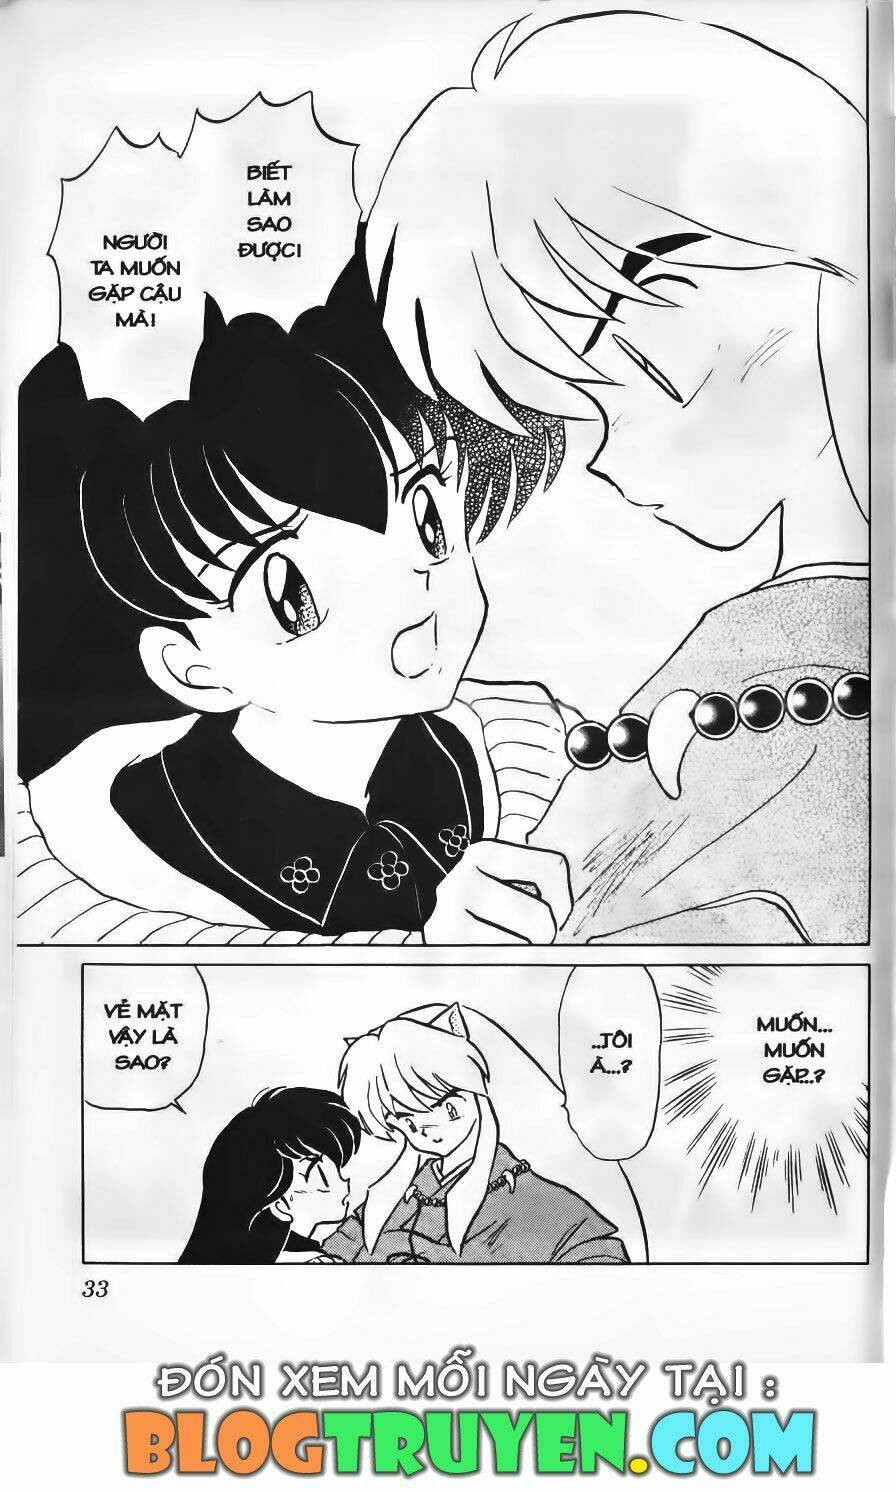 BIẾT
LÀM
SAO
ĐƯỢC!
NGƯỜI
TA MUỐN
GẶP CẬU
MÀ!
MUỐN...
MUỐN
GẶP...?
...TÔI
À...?
VẺ MẶT
VẬY LÀ
SAO?
33
ĐÓN XEM MỖI NGÀY TẠI :
BLOGTRUYEN.COM